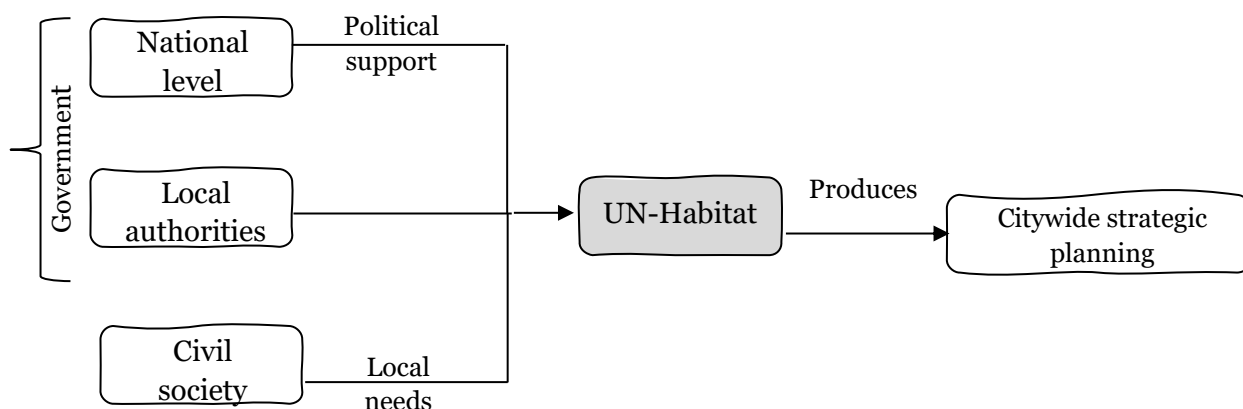 Government
National
level
Political
support
Local
authorities
UN-Habitat
Produces
Citywide strategic
planning
Civil
society
Local
needs